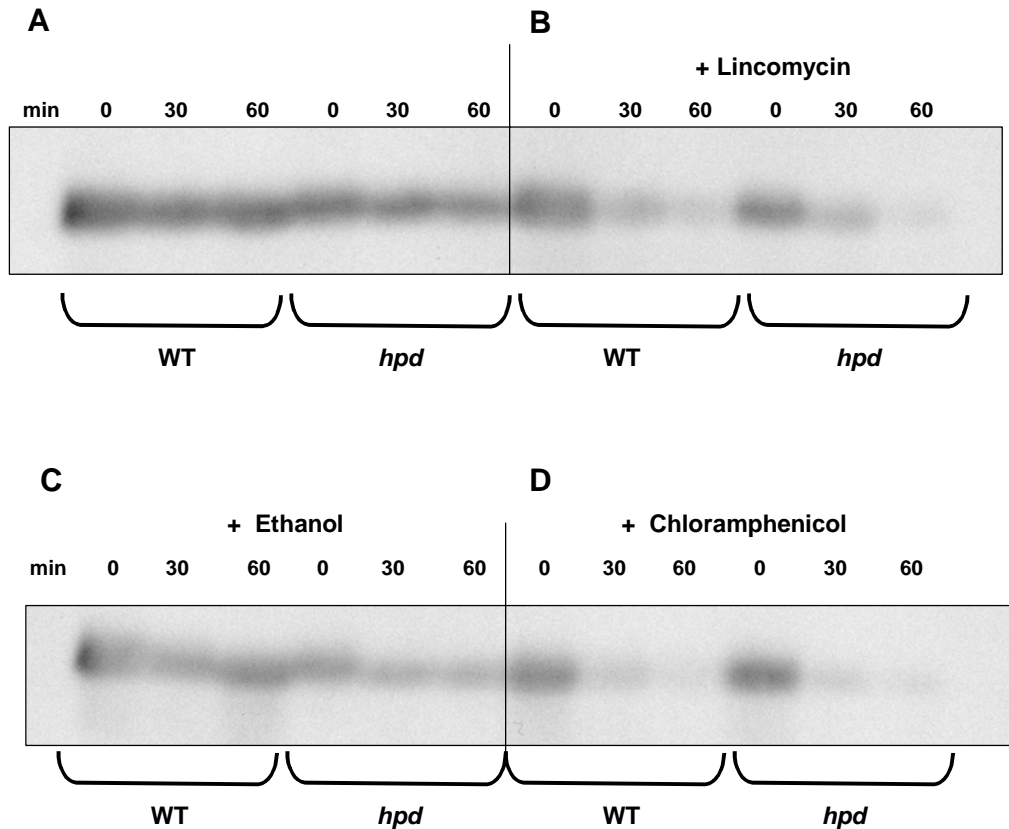 A B
+ Lincomycin
min 0 30 60 0 30 60 0 30 60 0 30 60
WT hpd WT hpd
C D
+ Ethanol + Chloramphenicol
min 0 30 60 0 30 60 0 30 60 0 30 60
WT hpd WT hpd